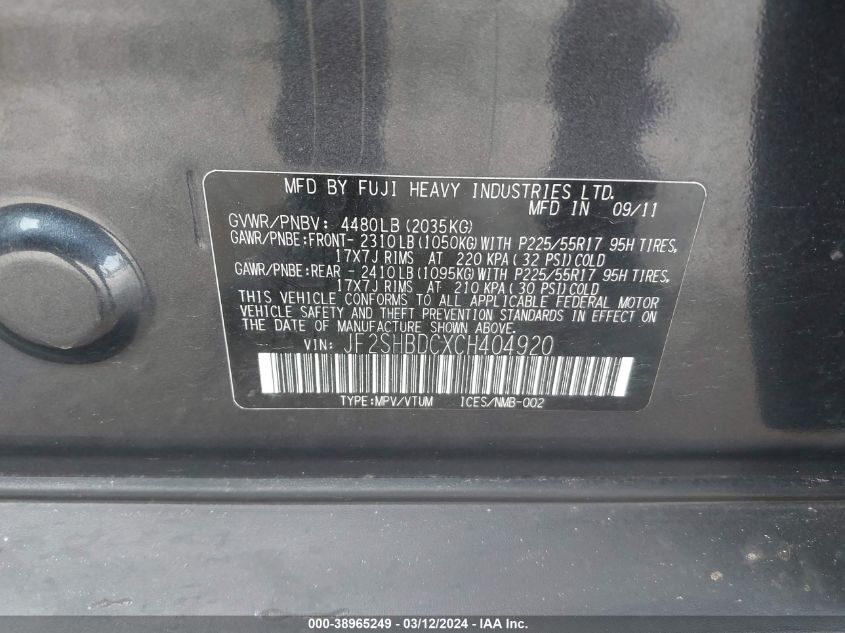 MFD BY FUJI HEAVY INDUSTRIES LTD.
MFD IN 09/11
GVWR/PNBV: 4480LB (2035KG)
GAWR/PNBE:FRONT- 2310LB (1050KG) WITH P225/55R17 95H TIRES,
17X7J RIMS AT 220 KPA ( 32 PSI) COLD
GAWR/PNBE:REAR - 2410LB (1095KG) WITH P225/55R17 95H TIRES,
17X7J RIMS AT 210 KPA ( 30 PSI) COLD
THIS VEHICLE CONFORMS TO ALL APPLICABLE FEDERAL MOTOR
VEHICLE SAFETY AND THEFT PREVENTION STANDARDS IN EFFECT
ON THE DATE OF MANUFACTURE SHOWN ABOVE.
VIN: JF2SHBDCXCH404920
TYPE:MPV/VTUM ICES/NMB-002
000-38965249 - 03/12/2024 - IAA Inc.